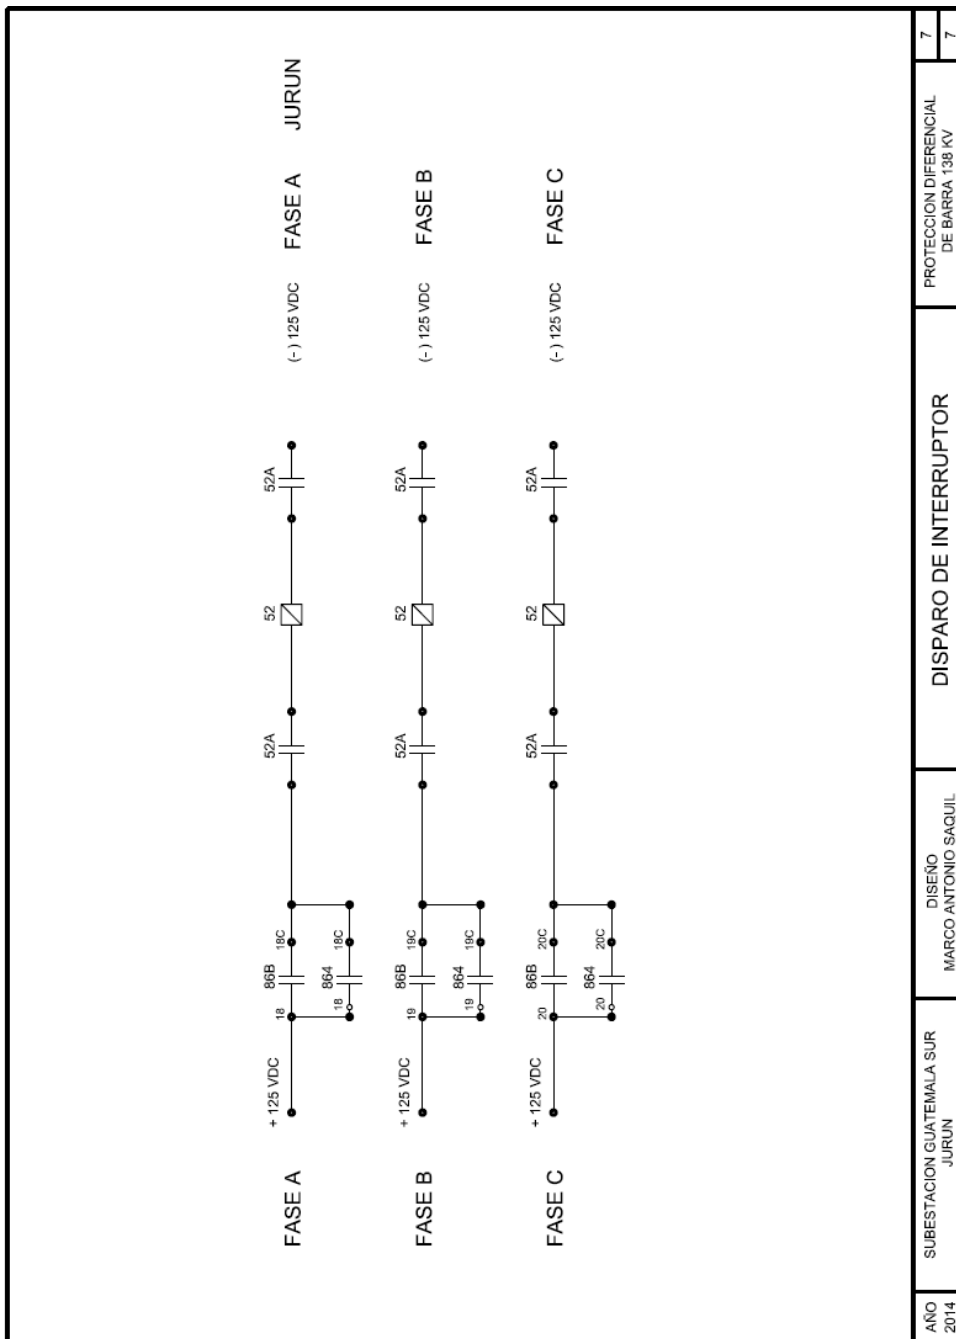 FASE A
+ 125 VDC
18
86B
18C
18
864
18C
52A
52
52A
(-) 125 VDC
FASE A
JURUN
FASE B
+ 125 VDC
19
86B
19C
19
864
19C
52A
52
52A
(-) 125 VDC
FASE B
FASE C
+ 125 VDC
20
86B
20C
20
864
20C
52A
52
52A
(-) 125 VDC
FASE C
AÑO
2014
SUBESTACION GUATEMALA SUR
JURUN
DISEÑO
MARCO ANTONIO SAQUIL
DISPARO DE INTERRUPTOR
PROTECCION DIFERENCIAL
DE BARRA 138 KV
7
7